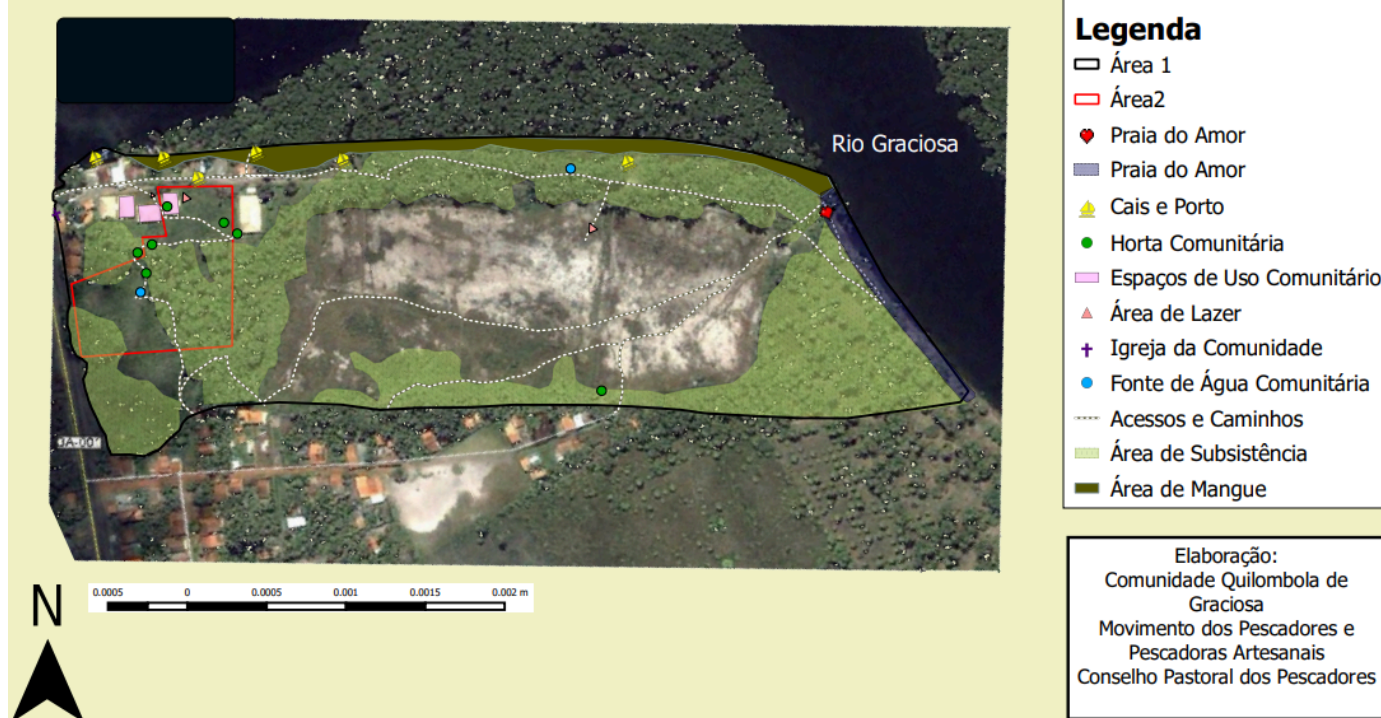 Legenda
Área 1
Área2
Praia do Amor
Praia do Amor
Cais e Porto
Horta Comunitária
Espaços de Uso Comunitário
Área de Lazer
Igreja da Comunidade
Fonte de Água Comunitária
Acessos e Caminhos
Área de Subsistência
Área de Mangue
Rio Graciosa
N
0.0005 0 0.0005 0.001 0.0015 0.002 m
Elaboração:
Comunidade Quilombola de
Graciosa
Movimento dos Pescadores e
Pescadoras Artesanais
Conselho Pastoral dos Pescadores